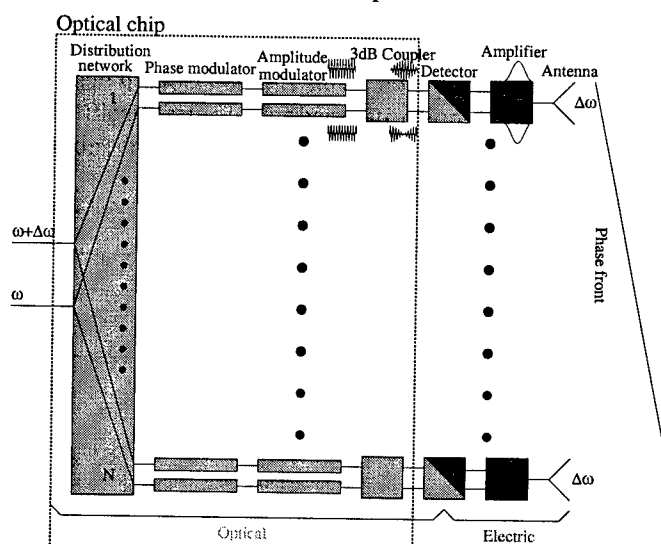 Optical chip
Distribution
network
Phase modulator
Amplitude
modulator
3dB Coupler
Detector
Amplifier
Antenna
1
Δω
ω+Δω
ω
Phase front
N
Δω
Optical
Electric